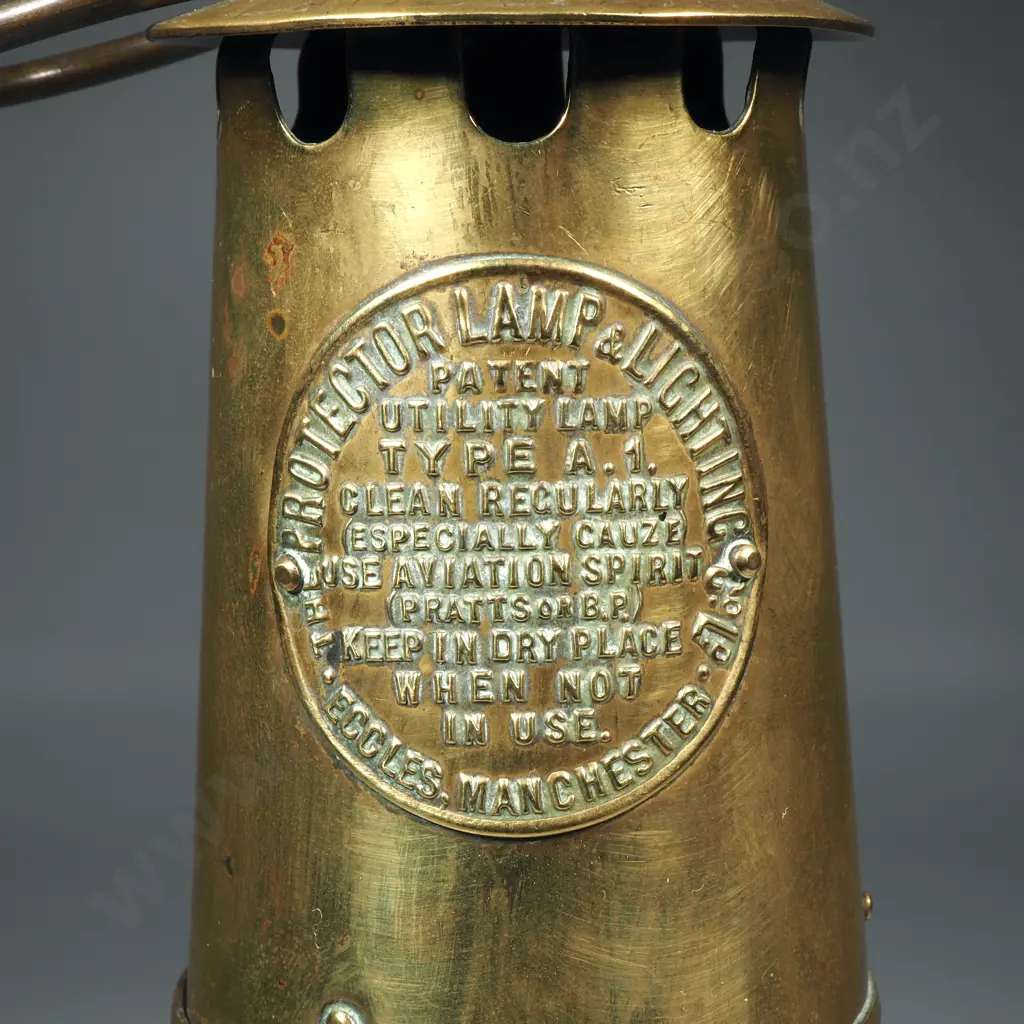 THE PROTECTOR LAMP & LIGHTING Co. LD.
PATENT
UTILITY LAMP
TYPE A.1.
CLEAN REGULARLY
(ESPECIALLY GAUZE)
USE AVIATION SPIRIT
(PRATTS OR B.P.)
KEEP IN DRY PLACE
WHEN NOT
IN USE.
· ECCLES, MANCHESTER ·